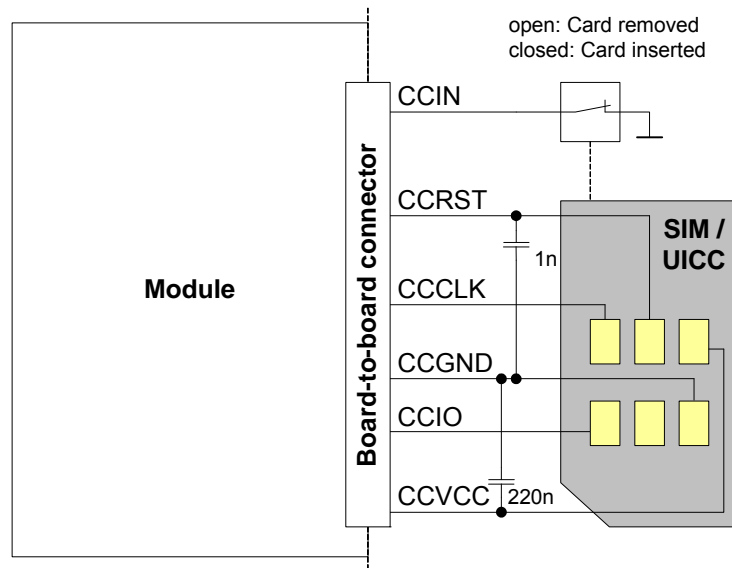 open: Card removed
closed: Card inserted
CCIN
CCRST
SIM /
UICC
1n
Module
Board-to-board connector
CCCLK
CCGND
CCIO
CCVCC
220n